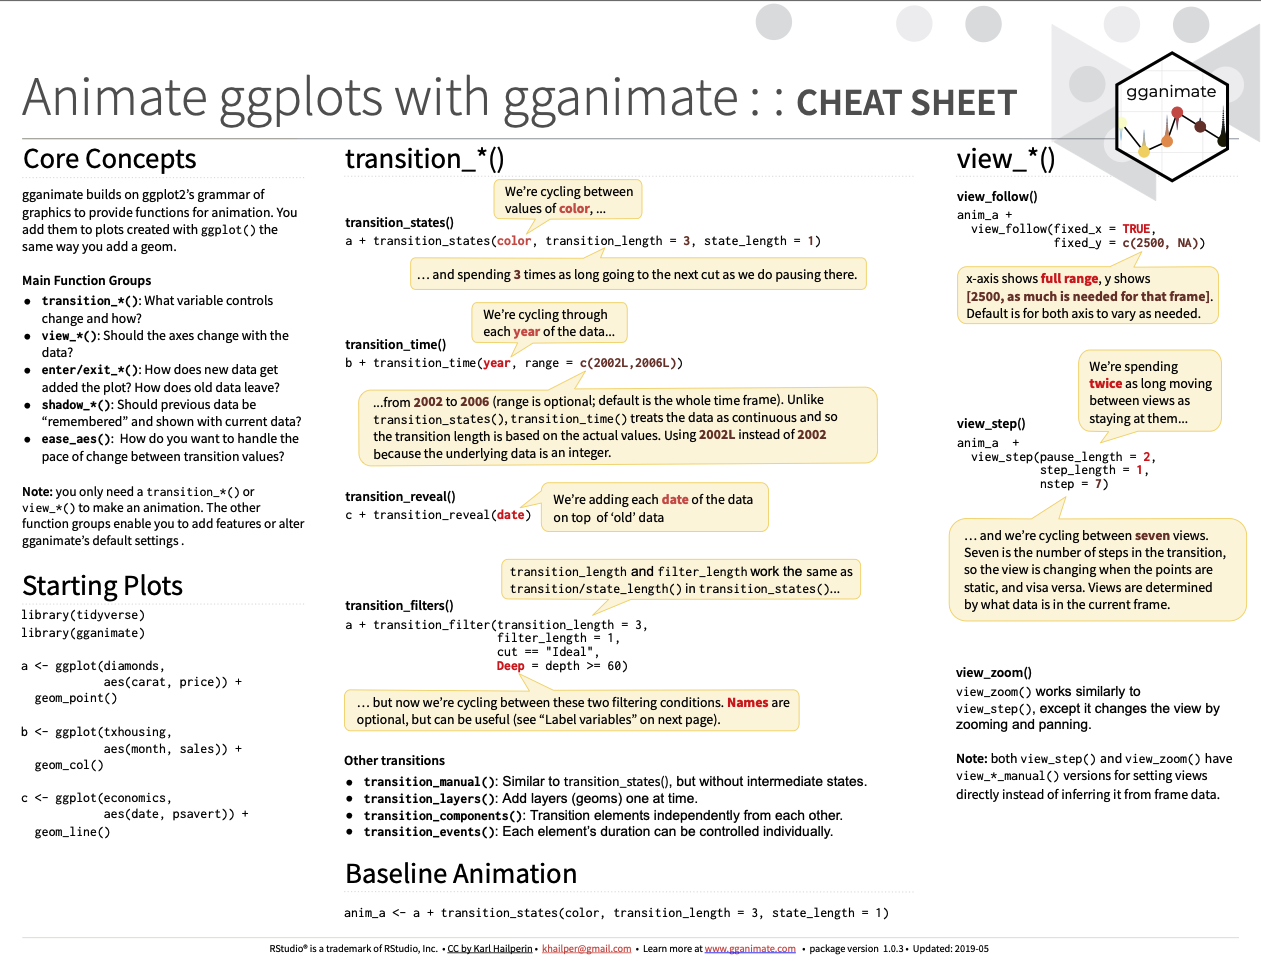 Animate ggplots with gganimate : : CHEAT SHEET
gganimate
Core Concepts
gganimate builds on ggplot2's grammar of
graphics to provide functions for animation. You
add them to plots created with ggplot() the
same way you add a geom.
Main Function Groups
● transition_*(): What variable controls
change and how?
● view_*(): Should the axes change with the
data?
● enter/exit_*(): How does new data get
added the plot? How does old data leave?
● shadow_*(): Should previous data be
“remembered” and shown with current data?
● ease_aes(): How do you want to handle the
pace of change between transition values?
Note: you only need a transition_*() or
view_*() to make an animation. The other
function groups enable you to add features or alter
gganimate's default settings .
Starting Plots
library(tidyverse)
library(gganimate)
a <- ggplot(diamonds,
aes(carat, price)) +
geom_point()
b <- ggplot(txhousing,
aes(month, sales)) +
geom_col()
c <- ggplot(economics,
aes(date, psavert)) +
geom_line()
transition_*()
We're cycling between
values of color, ...
transition_states()
a + transition_states(color, transition_length = 3, state_length = 1)
… and spending 3 times as long going to the next cut as we do pausing there.
We're cycling through
each year of the data...
transition_time()
b + transition_time(year, range = c(2002L,2006L))
...from 2002 to 2006 (range is optional; default is the whole time frame). Unlike
transition_states(), transition_time() treats the data as continuous and so
the transition length is based on the actual values. Using 2002L instead of 2002
because the underlying data is an integer.
transition_reveal()
c + transition_reveal(date)
We're adding each date of the data
on top of ‘old’ data
transition_length and filter_length work the same as
transition/state_length() in transition_states()...
transition_filters()
a + transition_filter(transition_length = 3,
filter_length = 1,
cut == "Ideal",
Deep = depth >= 60)
… but now we're cycling between these two filtering conditions. Names are
optional, but can be useful (see “Label variables” on next page).
Other transitions
● transition_manual(): Similar to transition_states(), but without intermediate states.
● transition_layers(): Add layers (geoms) one at time.
● transition_components(): Transition elements independently from each other.
● transition_events(): Each element's duration can be controlled individually.
Baseline Animation
anim_a <- a + transition_states(color, transition_length = 3, state_length = 1)
view_*()
view_follow()
anim_a +
view_follow(fixed_x = TRUE,
fixed_y = c(2500, NA))
x-axis shows full range, y shows
[2500, as much is needed for that frame].
Default is for both axis to vary as needed.
We're spending
twice as long moving
between views as
staying at them...
view_step()
anim_a +
view_step(pause_length = 2,
step_length = 1,
nstep = 7)
… and we're cycling between seven views.
Seven is the number of steps in the transition,
so the view is changing when the points are
static, and visa versa. Views are determined
by what data is in the current frame.
view_zoom()
view_zoom() works similarly to
view_step(), except it changes the view by
zooming and panning.
Note: both view_step() and view_zoom() have
view_*_manual() versions for setting views
directly instead of inferring it from frame data.
RStudio® is a trademark of RStudio, Inc. • CC by Karl Hailperin • khailper@gmail.com • Learn more at www.gganimate.com • package version 1.0.3 • Updated: 2019-05